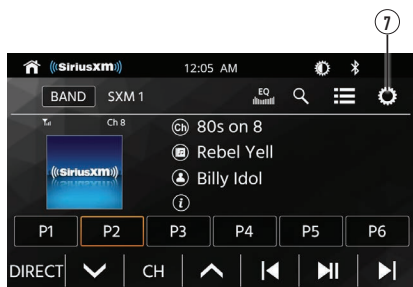 7
((SiriusXM)) 12:05 AM
BAND SXM 1 EQ
Ch 8
Ch 80s on 8
Rebel Yell
((SiriusXM))
Billy Idol
i
P1 P2 P3 P4 P5 P6
DIRECT CH